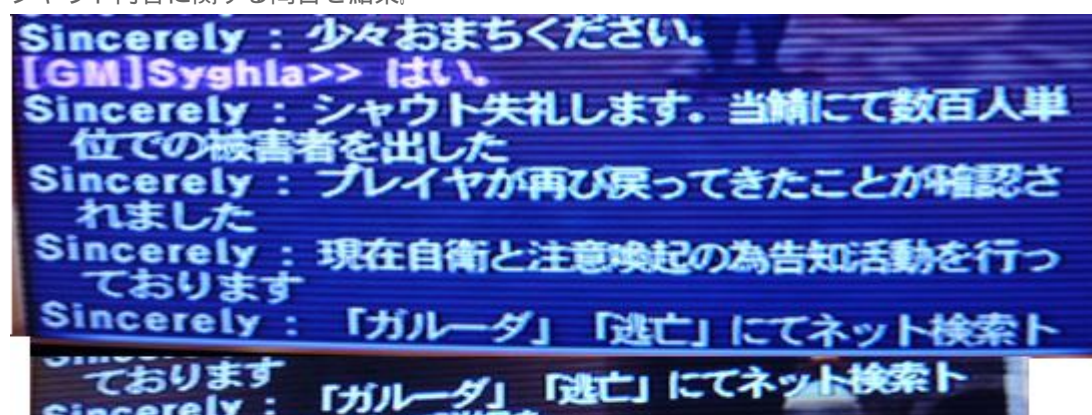 Sincerely : 少々おまちください。
[GM]Syghla>> はい。
Sincerely : シャウト失礼します。当鯖にて数百人単
位での被害者を出した
Sincerely : プレイヤが再び戻ってきたことが確認さ
れました
Sincerely : 現在自衛と注意喚起の為告知活動を行っ
ております
Sincerely : 「ガルーダ」「逃亡」にてネット検索ト
ております
Sincerely : 「ガルーダ」「逃亡」にてネット検索ト